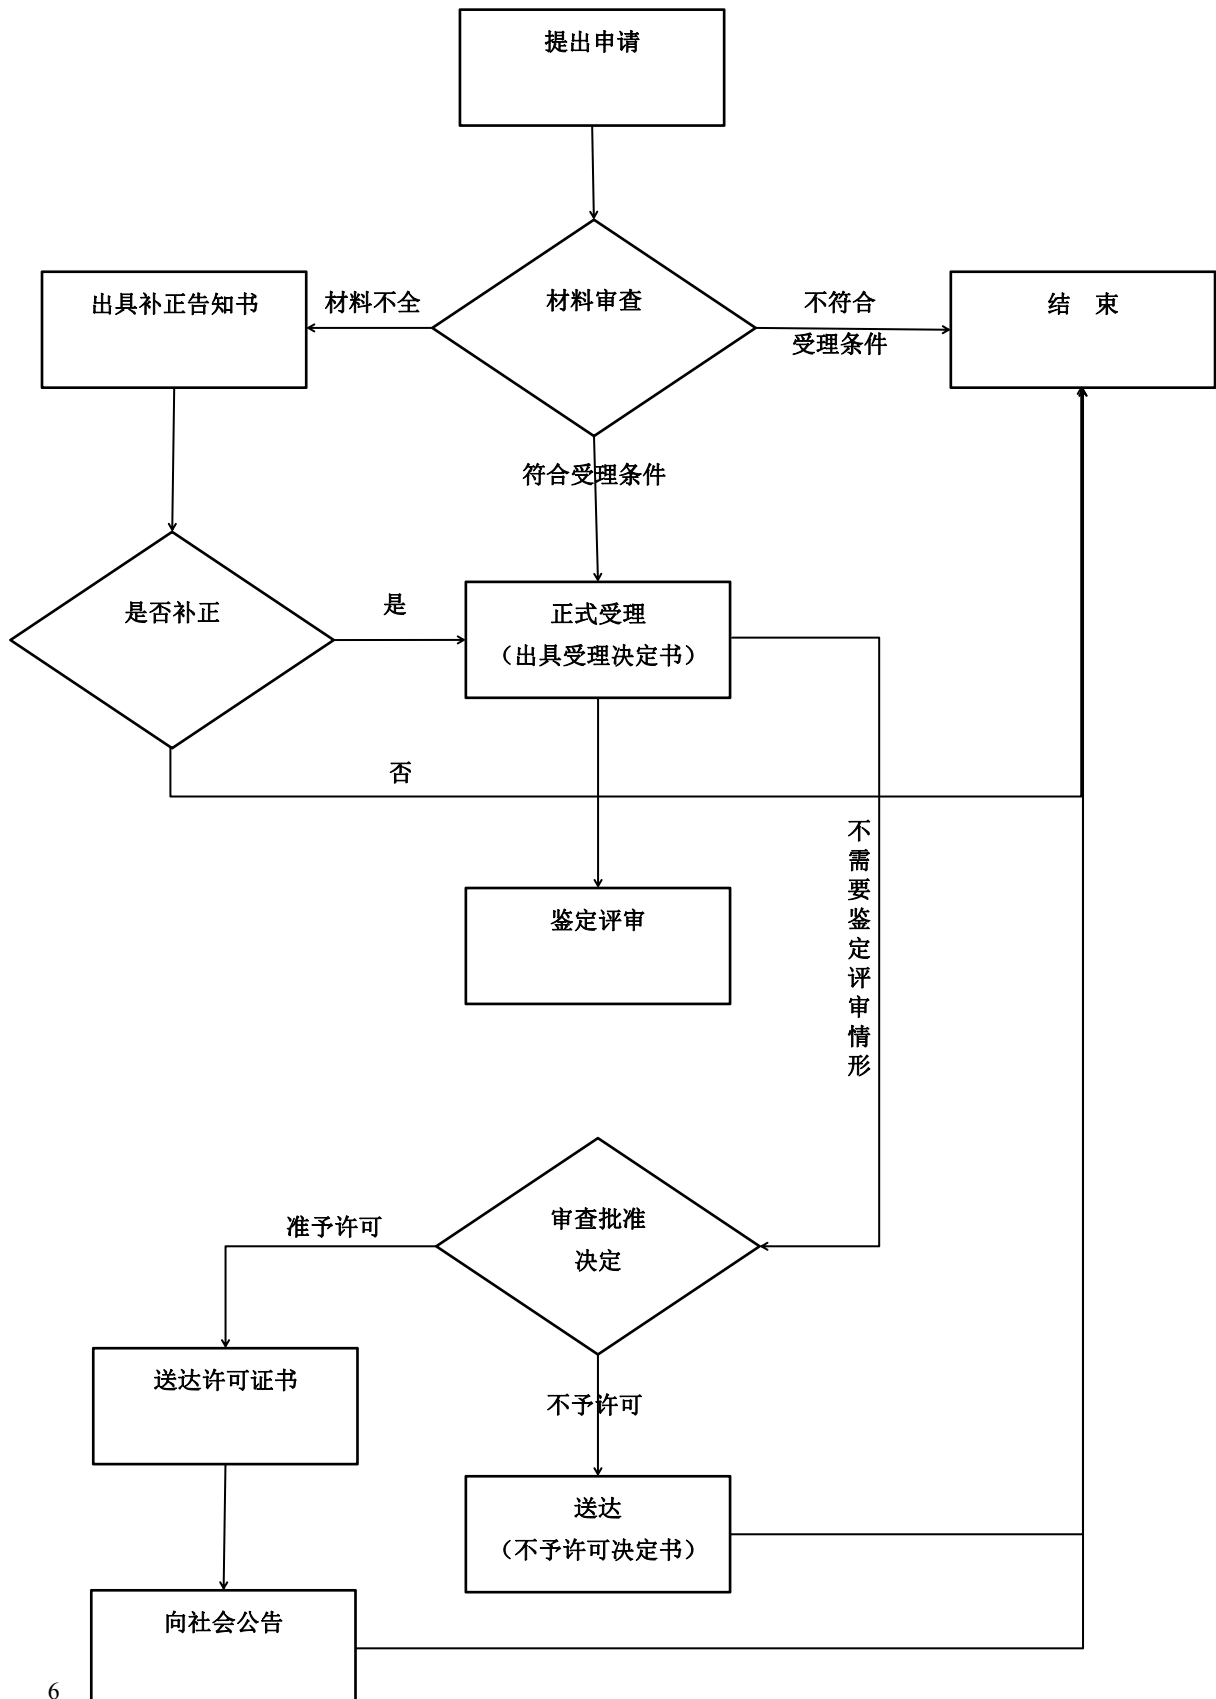 提出申请
出具补正告知书
材料不全
材料审查
不符合
受理条件
结 束
符合受理条件
是否补正
是
正式受理
（出具受理决定书）
否
不需要鉴定评审情形
鉴定评审
准予许可
审查批准
决定
送达许可证书
不予许可
送达
（不予许可决定书）
向社会公告
6